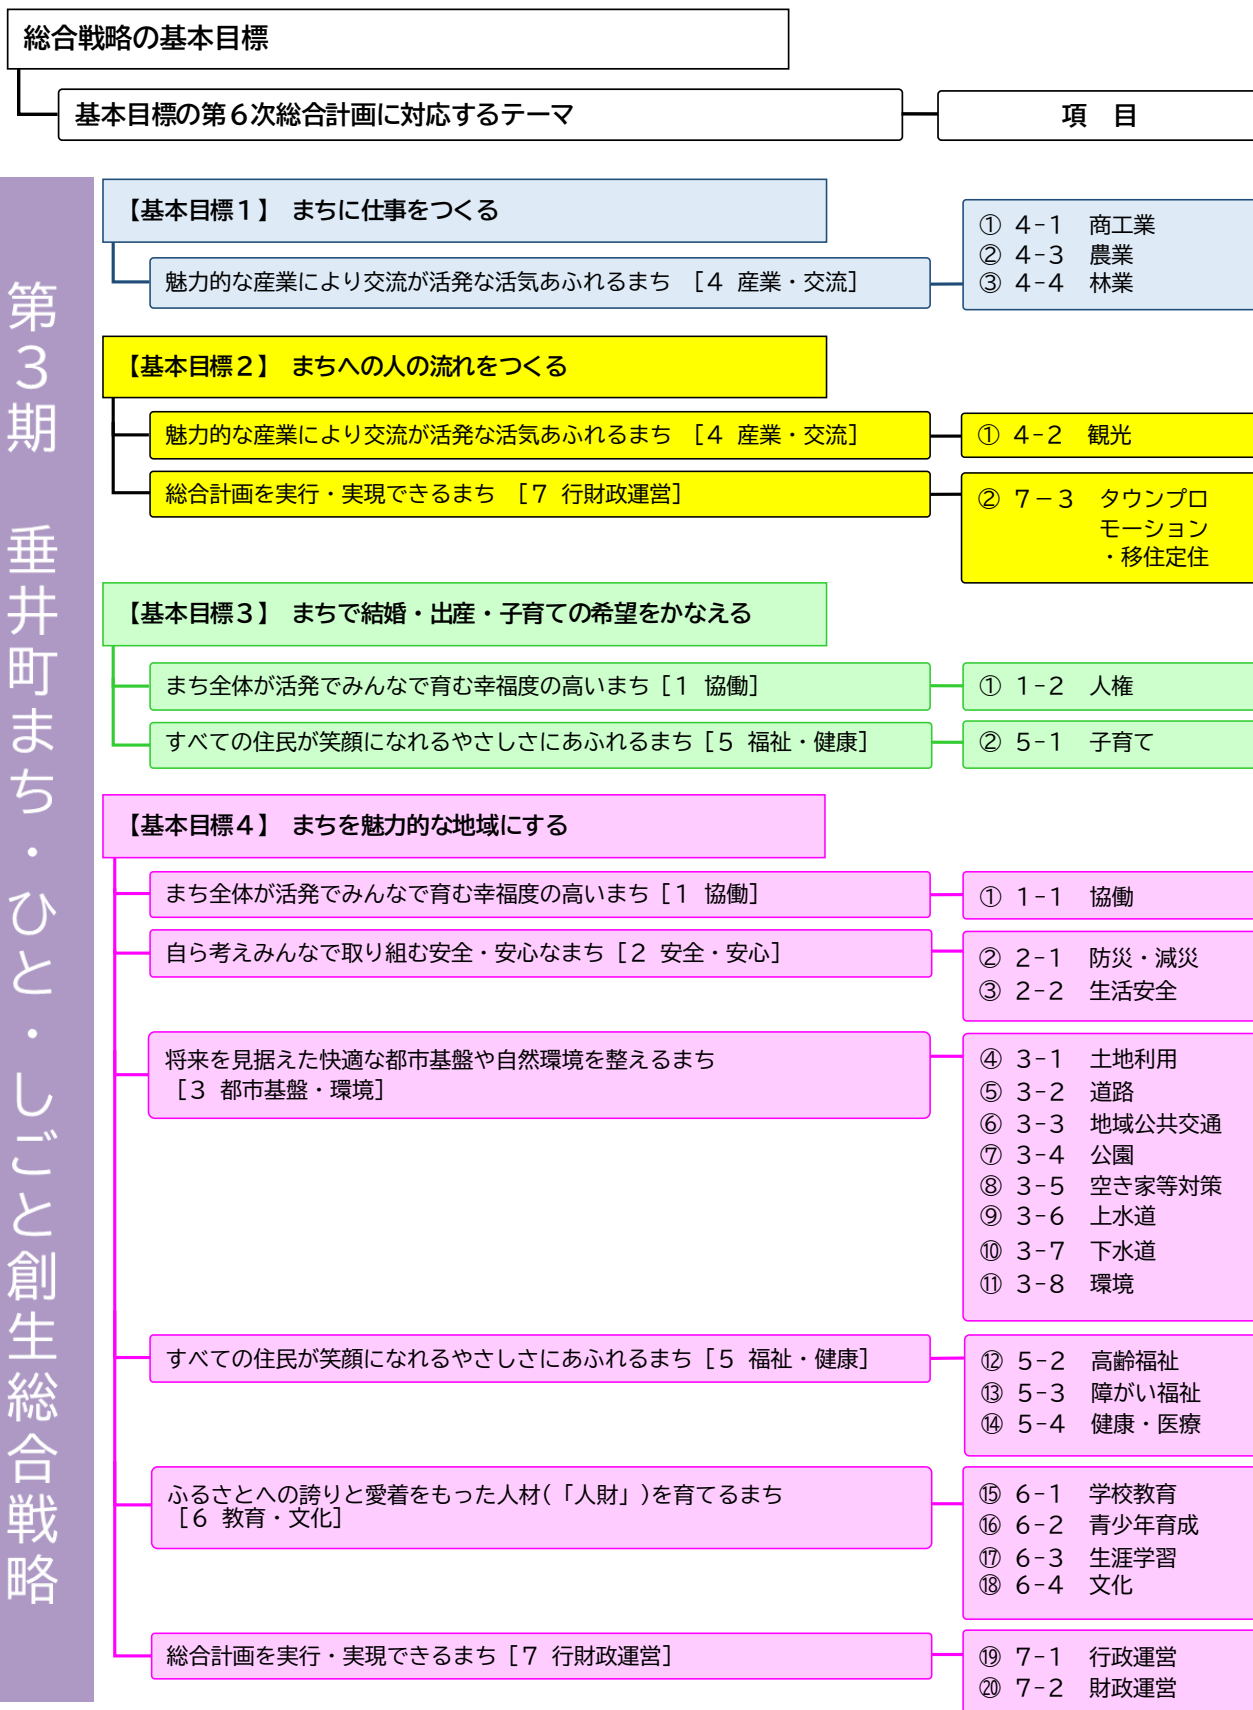 総合戦略の基本目標
基本目標の第6次総合計画に対応するテーマ
項　目
第3期　垂井町まち・ひと・しごと創生総合戦略
【基本目標1】 まちに仕事をつくる
魅力的な産業により交流が活発な活気あふれるまち　[4 産業・交流]
① 4-1　商工業
② 4-3　農業
③ 4-4　林業
【基本目標2】 まちへの人の流れをつくる
魅力的な産業により交流が活発な活気あふれるまち　[4 産業・交流]
① 4-2　観光
総合計画を実行・実現できるまち　[7 行財政運営]
② 7－3　タウンプロ
モーション
・移住定住
【基本目標3】 まちで結婚・出産・子育ての希望をかなえる
まち全体が活発でみんなで育む幸福度の高いまち [1 協働]
① 1-2　人権
すべての住民が笑顔になれるやさしさにあふれるまち [5 福祉・健康]
② 5-1　子育て
【基本目標4】 まちを魅力的な地域にする
まち全体が活発でみんなで育む幸福度の高いまち [1 協働]
① 1-1　協働
自ら考えみんなで取り組む安全・安心なまち [2 安全・安心]
② 2-1　防災・減災
③ 2-2　生活安全
将来を見据えた快適な都市基盤や自然環境を整えるまち
[3 都市基盤・環境]
④ 3-1　土地利用
⑤ 3-2　道路
⑥ 3-3　地域公共交通
⑦ 3-4　公園
⑧ 3-5　空き家等対策
⑨ 3-6　上水道
⑩ 3-7　下水道
⑪ 3-8　環境
すべての住民が笑顔になれるやさしさにあふれるまち [5 福祉・健康]
⑫ 5-2　高齢福祉
⑬ 5-3　障がい福祉
⑭ 5-4　健康・医療
ふるさとへの誇りと愛着をもった人材(「人財」)を育てるまち
[6 教育・文化]
⑮ 6-1　学校教育
⑯ 6-2　青少年育成
⑰ 6-3　生涯学習
⑱ 6-4　文化
総合計画を実行・実現できるまち [7 行財政運営]
⑲ 7-1　行政運営
⑳ 7-2　財政運営